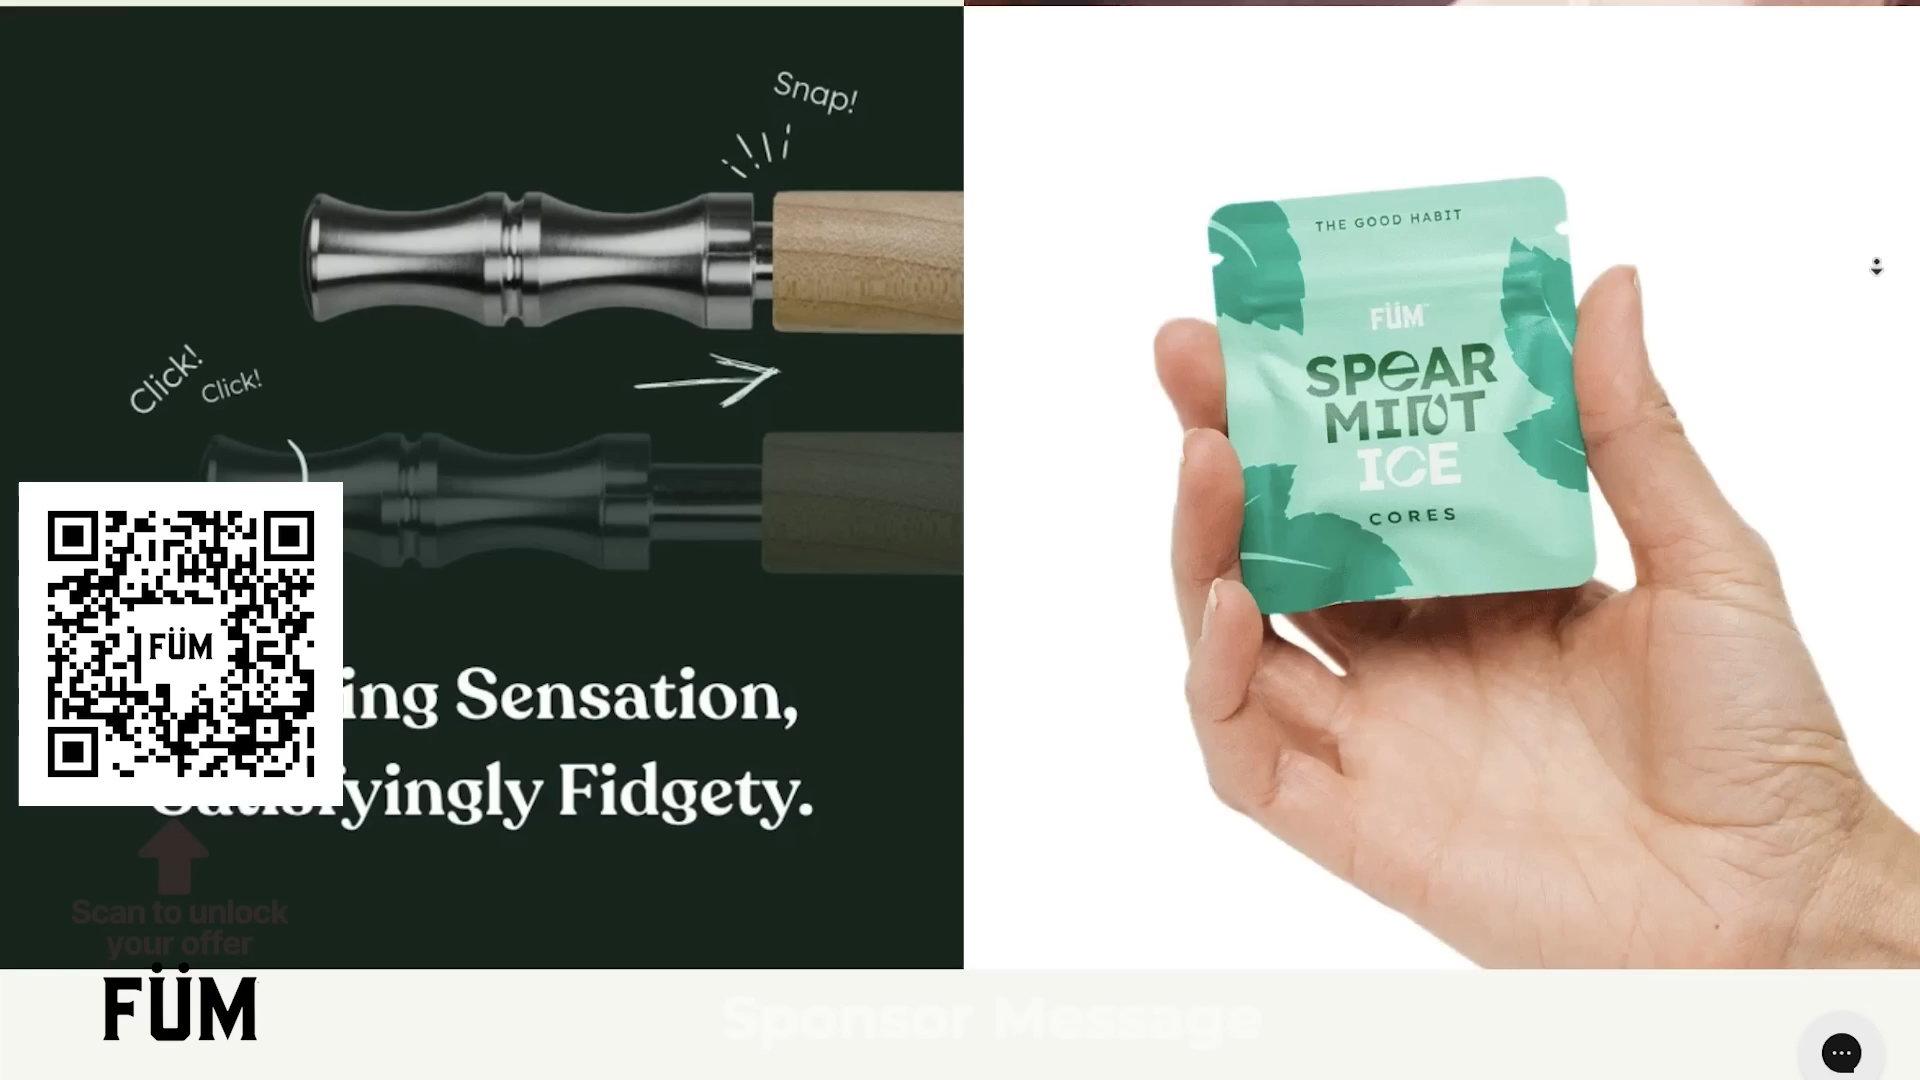 Snap!
Click!
Click!
FÜM
ing Sensation,
yingly Fidgety.
Scan to unlock
your offer
FÜM
THE GOOD HABIT
FÜM
SPEAR
MINT
ICE
CORES
Sponsor Message